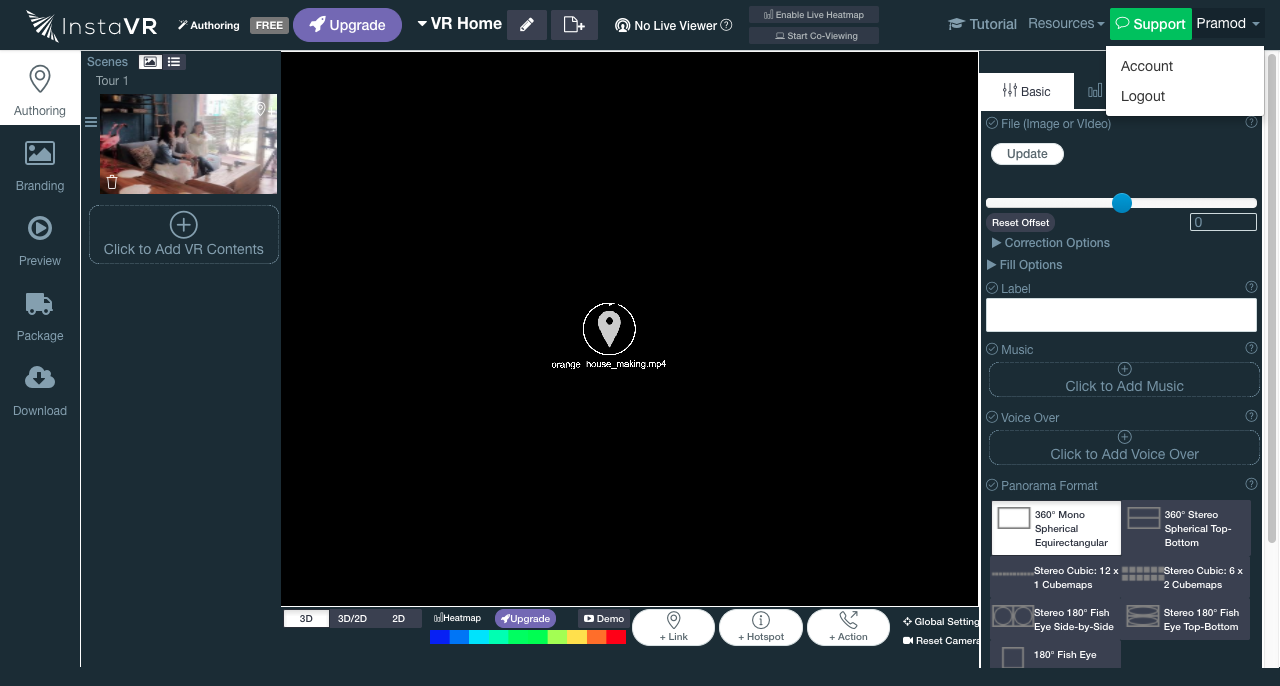 InstaVR
Authoring
FREE
Upgrade
VR Home
No Live Viewer
Enable Live Heatmap
Start Co-Viewing
Tutorial
Resources
Support
Pramod
Account
Logout
Authoring
Branding
Preview
Package
Download
Scenes
Tour 1
Click to Add VR Contents
orange house_making.mp4
3D
3D/2D
2D
Heatmap
Upgrade
Demo
+ Link
+ Hotspot
+ Action
Global Setting
Reset Camera
Basic
File (Image or VIdeo)
Update
Reset Offset
0
Correction Options
Fill Options
Label
Music
Click to Add Music
Voice Over
Click to Add Voice Over
Panorama Format
360° Mono
Spherical
Equirectangular
360° Stereo
Spherical Top-
Bottom
Stereo Cubic: 12 x
1 Cubemaps
Stereo Cubic: 6 x
2 Cubemaps
Stereo 180° Fish
Eye Side-by-Side
Stereo 180° Fish
Eye Top-Bottom
180° Fish Eye